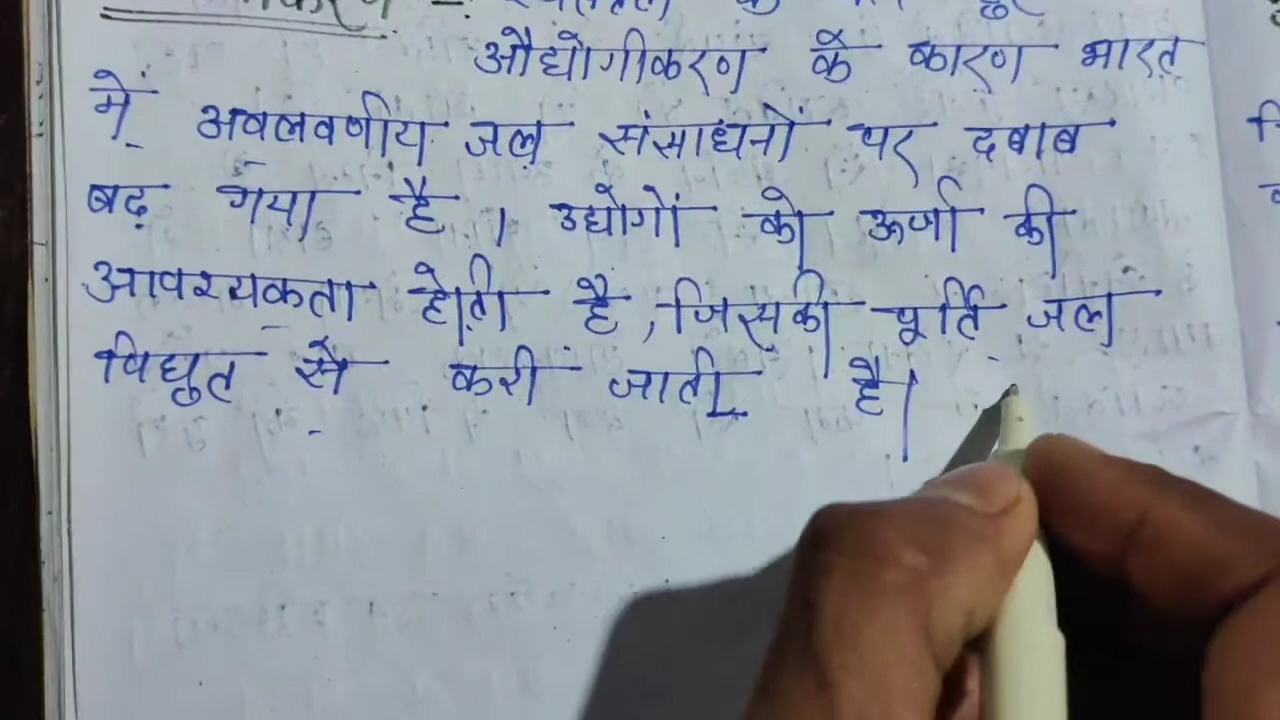 औद्योगीकरण के कारण भारत
में अवलवणीय जल संसाधनों पर दबाब
बढ़ गया है । उद्योगों को ऊर्जा की
आवश्यकता होती है, जिसकी पूर्ति जल
विद्युत से करी जाती है।